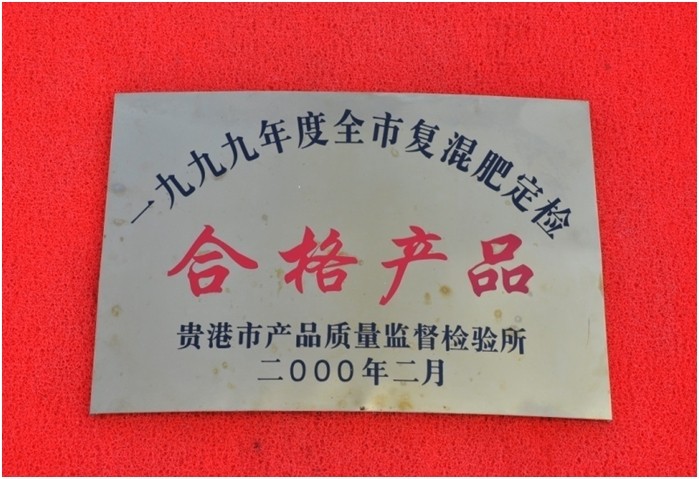 一九九九年度全市复混肥定检
合格产品
贵港市产品质量监督检验所
二000年二月